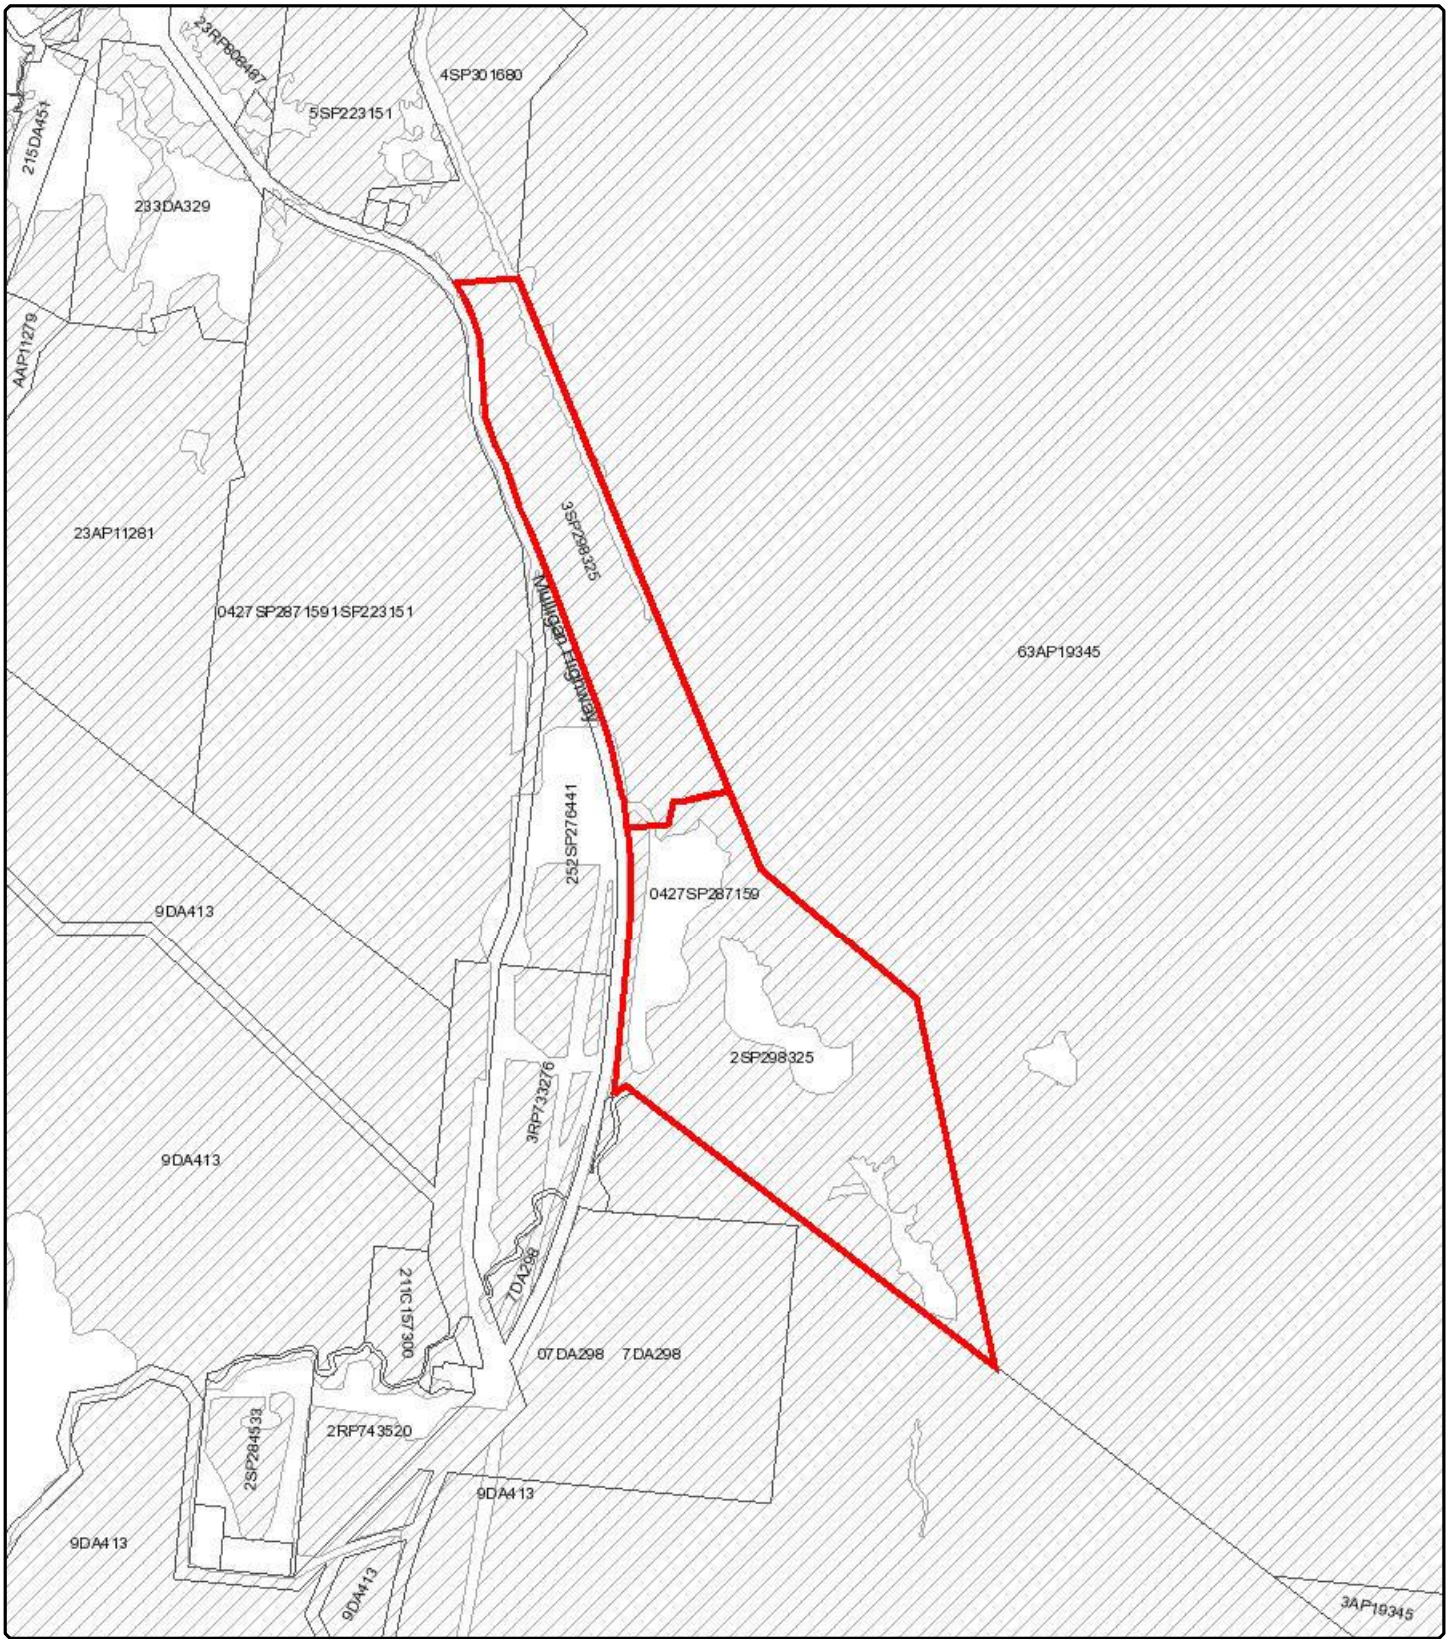 23RP808487
4SP301680
5SP223151
215DA451
233DA329
AAP11279
3SP298325
23AP11281
Mulligan Highway
0427SP2871591SP223151
63AP19345
252SP276441
0427SP287159
9DA413
2SP298325
3RP733276
9DA413
7DA298
211C157300
07DA298 7DA298
2SP284533
2RP743520
9DA413
9DA413
9DA413
3AP19345